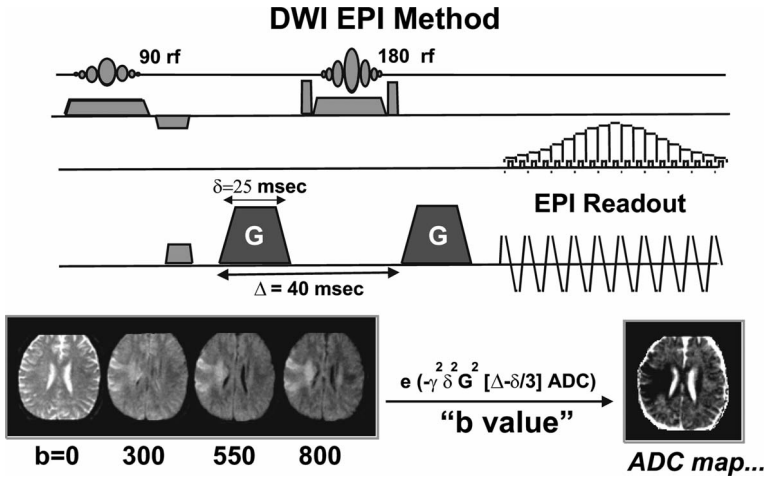 DWI EPI Method
90 rf
180 rf
δ=25 msec
G
G
EPI Readout
Δ = 40 msec
e (-γ²δ²G² [Δ-δ/3] ADC)
“b value”
b=0
300
550
800
ADC map...